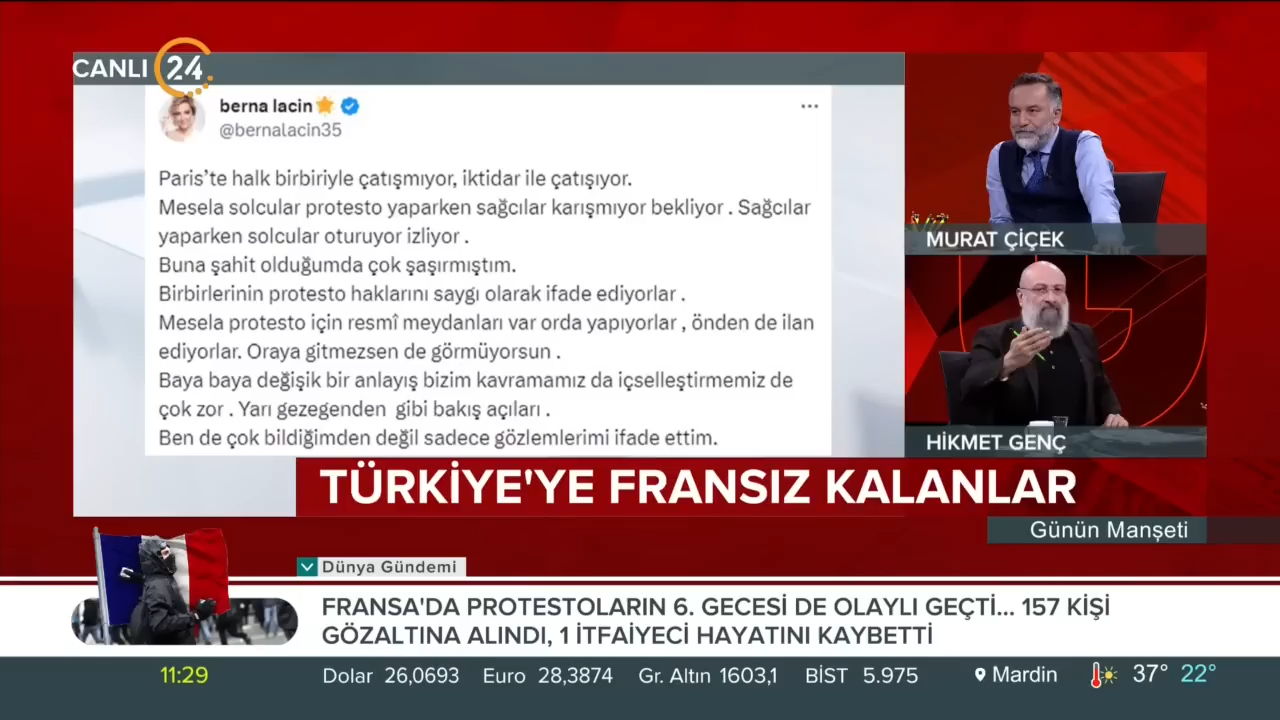 CANLI 24
berna lacin
@bernalacin35
Paris'te halk birbiriyle çatışmıyor, iktidar ile çatışıyor.
Mesela solcular protesto yaparken sağcılar karışmıyor bekliyor . Sağcılar
yaparken solcular oturuyor izliyor .
Buna şahit olduğumda çok şaşırmıştım.
Birbirlerinin protesto haklarını saygı olarak ifade ediyorlar .
Mesela protesto için resmî meydanları var orda yapıyorlar , önden de ilan
ediyorlar. Oraya gitmezsen de görmüyorsun .
Baya baya değişik bir anlayış bizim kavramamız da içselleştirmemiz de
çok zor . Yarı gezegenden  gibi bakış açıları .
Ben de çok bildiğimden değil sadece gözlemlerimi ifade ettim.
MURAT ÇİÇEK
HİKMET GENÇ
TÜRKİYE'YE FRANSIZ KALANLAR
Günün Manşeti
Dünya Gündemi
FRANSA'DA PROTESTOLARIN 6. GECESİ DE OLAYLI GEÇTİ... 157 KİŞİ
GÖZALTINA ALINDI, 1 İTFAİYECİ HAYATINI KAYBETTİ
11:29 Dolar 26,0693 Euro 28,3874 Gr. Altın 1603,1 BİST 5.975 Mardin 37° 22°